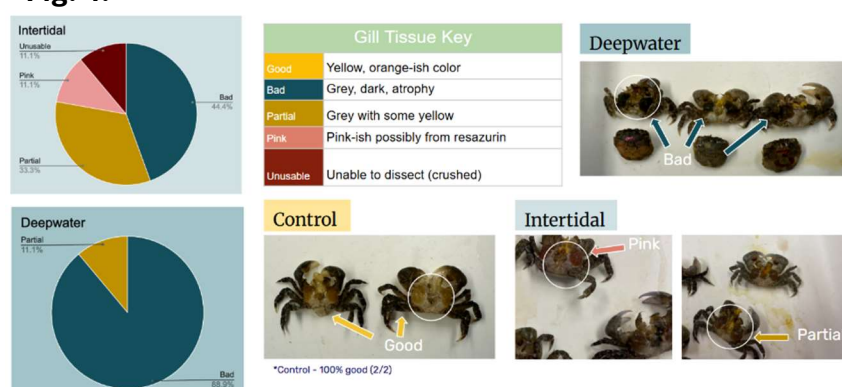 Intertidal
Unusable
11.1%
Pink
11.1%
Partial
33.3%
Bad
44.4%
Deepwater
Partial
11.1%
Bad
88.9%
Gill Tissue Key
Good Yellow, orange-ish color
Bad Grey, dark, atrophy
Partial Grey with some yellow
Pink Pink-ish possibly from resazurin
Unusable Unable to dissect (crushed)
Deepwater
Bad
Control
Good
*Control - 100% good (2/2)
Intertidal
Pink
Partia